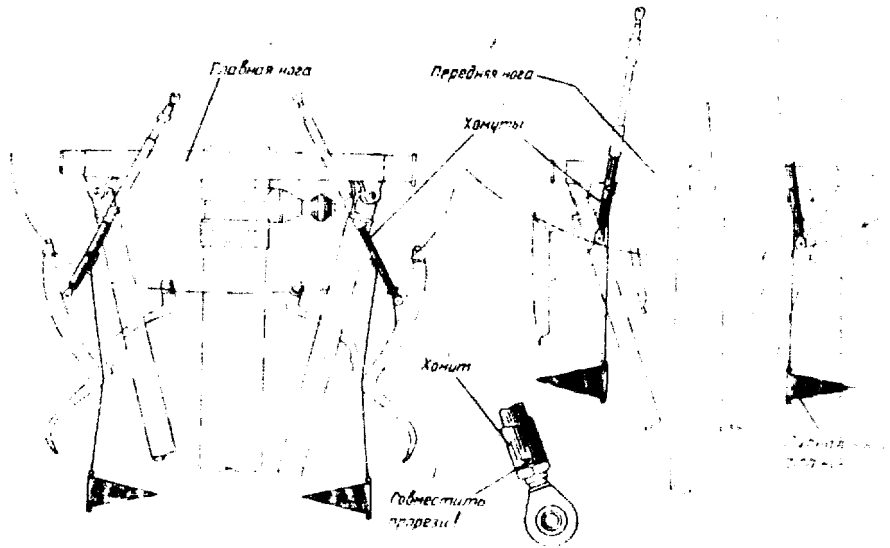 Главная нога
Передняя нога
Хомуты
Хомут
Совместить
прорези!